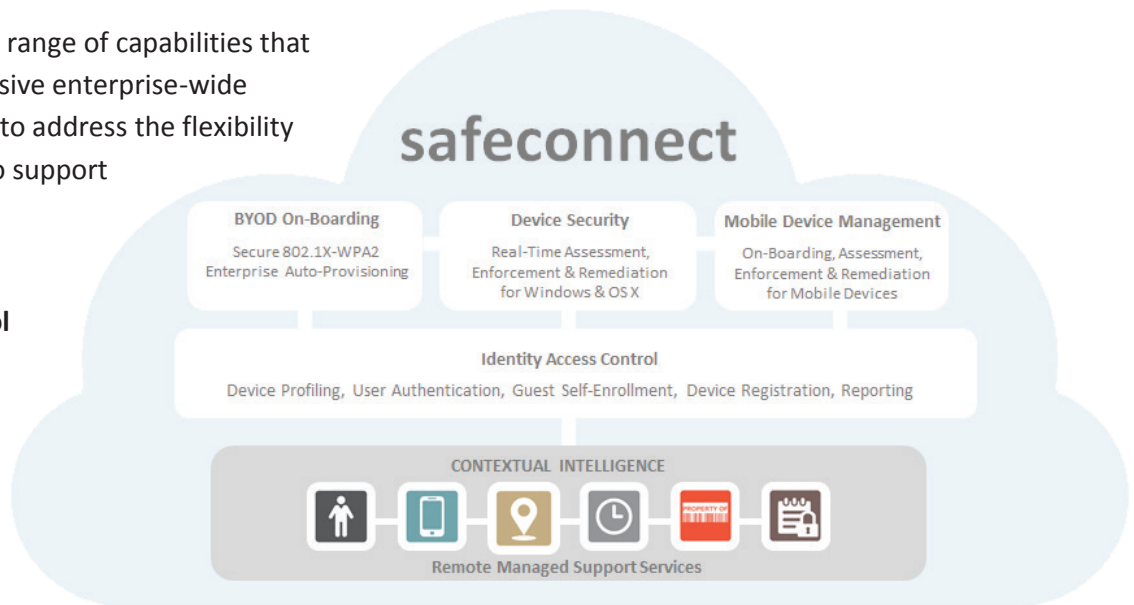 range of capabilities that
sive enterprise-wide
to address the flexibility
support
safeconnect
BYOD On-Boarding
Secure 802.1X-WPA2
Enterprise Auto-Provisioning
Device Security
Real-Time Assessment,
Enforcement & Remediation
for Windows & OS X
Mobile Device Management
On-Boarding, Assessment,
Enforcement & Remediation
for Mobile Devices
Identity Access Control
Device Profiling, User Authentication, Guest Self-Enrollment, Device Registration, Reporting
CONTEXTUAL INTELLIGENCE
PROPERTY OF
Remote Managed Support Services